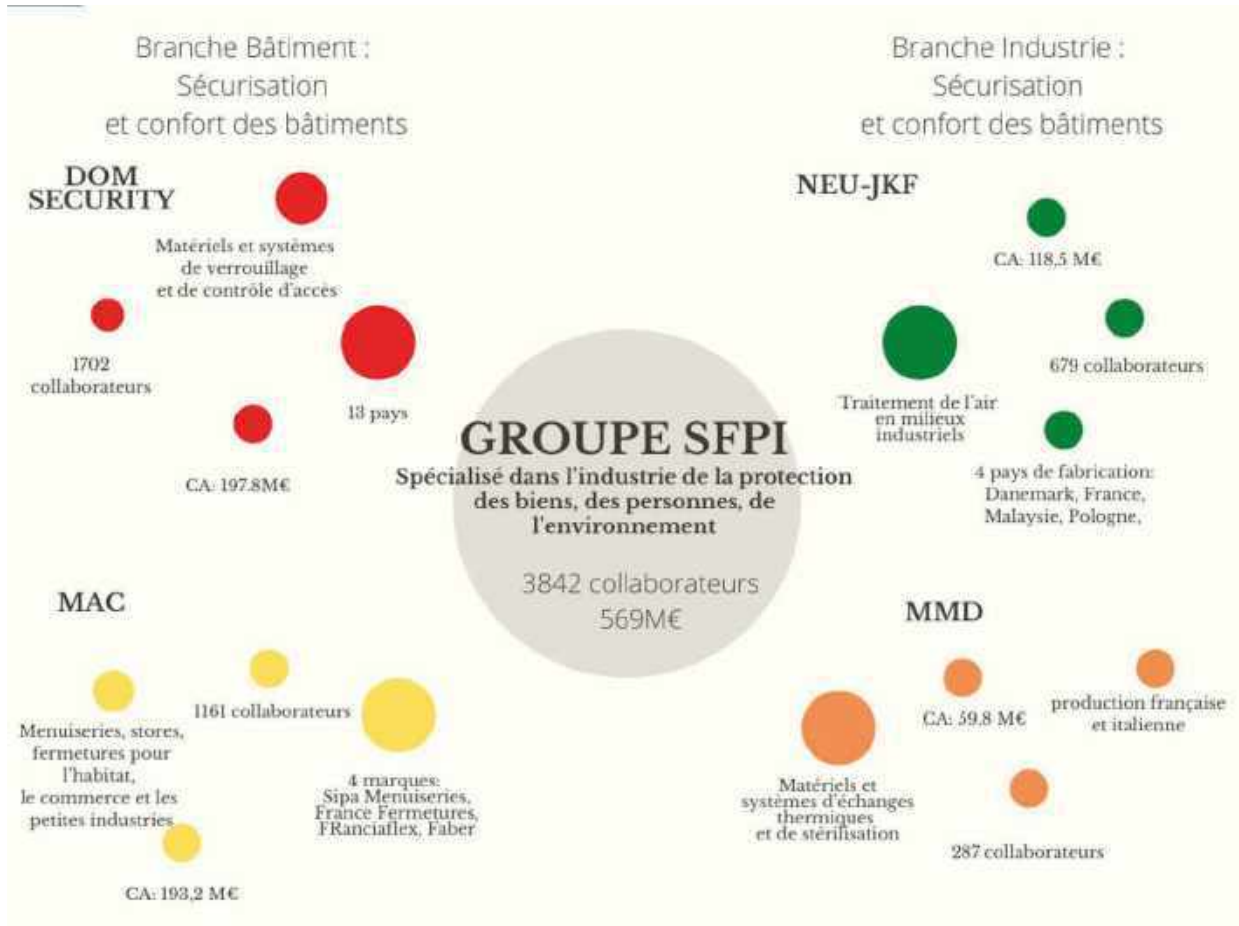 Branche Bâtiment :
Sécurisation
et confort des bâtiments
DOM
SECURITY
Matériels et systèmes
de verrouillage
et de contrôle d'accès
1702
collaborateurs
13 pays
CA: 197.8M€
MAC
Menuiseries, stores,
fermetures pour
l'habitat,
le commerce et les
petites industries
1161 collaborateurs
4 marques:
Sipa Menuiseries,
France Fermetures,
FRanciaflex, Faber
CA: 193,2 M€
GROUPE SFPI
Spécialisé dans l'industrie de la protection
des biens, des personnes, de
l'environnement
3842 collaborateurs
569M€
Branche Industrie :
Sécurisation
et confort des bâtiments
NEU-JKF
CA: 118,5 M€
679 collaborateurs
Traitement de l'air
en milieux
industriels
4 pays de fabrication:
Danemark, France,
Malaysie, Pologne,
MMD
CA: 59.8 M€
production française
et italienne
Matériels et
systèmes d'échanges
thermiques
et de stérilisation
287 collaborateurs